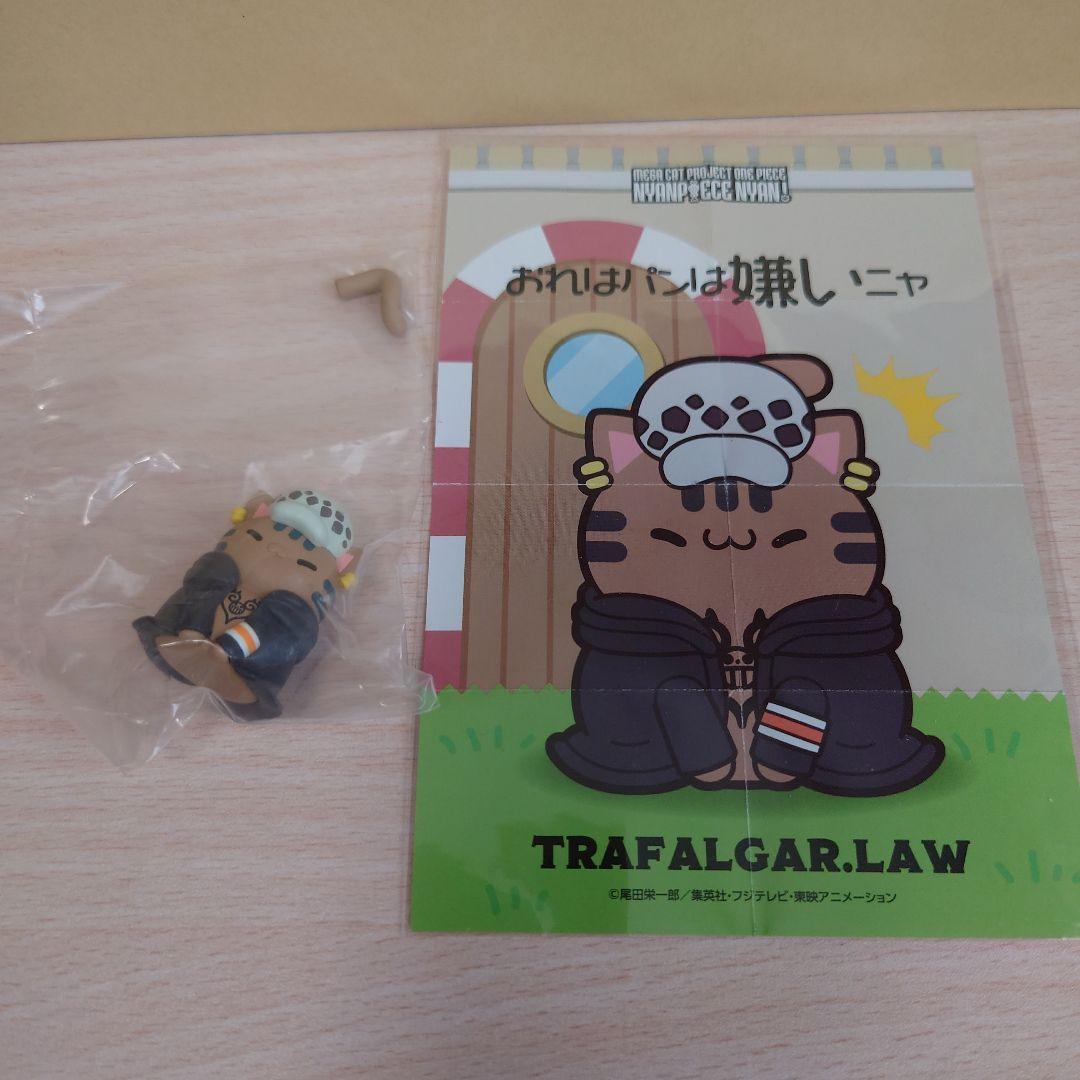 MEGA CAT PROJECT ONE PIECE
NYANPIECE NYAN!
おれはパンは嫌しいニャ
TRAFALGAR.LAW
©尾田栄一郎／集英社・フジテレビ・東映アニメーション